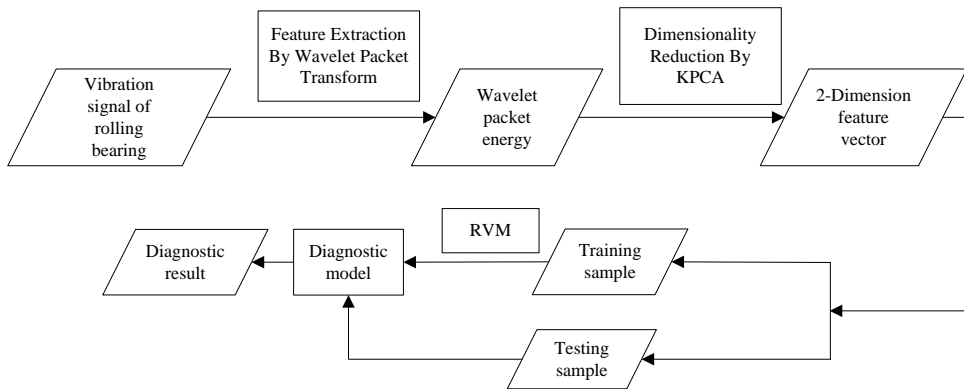 Vibration
signal of
rolling
bearing
Feature Extraction
By Wavelet Packet
Transform
Wavelet
packet
energy
Dimensionality
Reduction By
KPCA
2-Dimension
feature
vector
Diagnostic
result
Diagnostic
model
RVM
Training
sample
Testing
sample